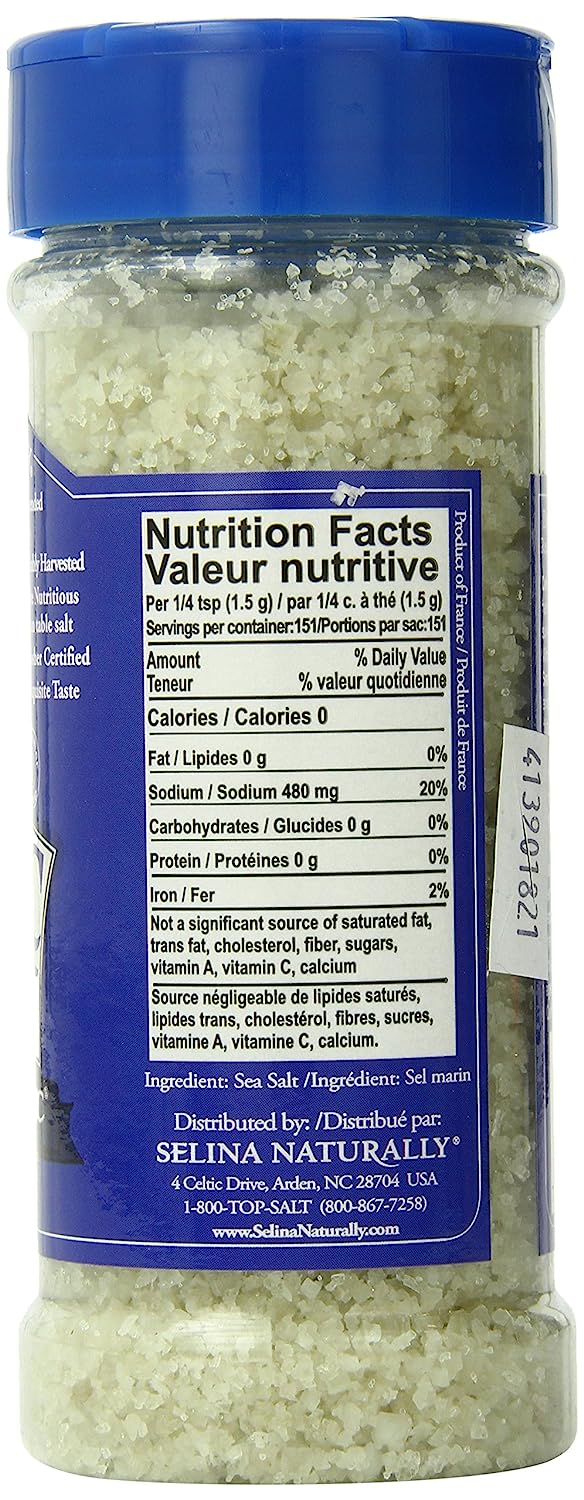 Harvested
Nutritious
table salt
Certified
Taste
Nutrition Facts
Valeur nutritive
Per 1/4 tsp (1.5 g) / par 1/4 c. à thé (1.5 g)
Servings per container:151/Portions par sac:151
Amount % Daily Value
Teneur % valeur quotidienne
Calories / Calories 0
Fat / Lipides 0 g 0%
Sodium / Sodium 480 mg 20%
Carbohydrates / Glucides 0 g 0%
Protein / Protéines 0 g 0%
Iron / Fer 2%
Not a significant source of saturated fat,
trans fat, cholesterol, fiber, sugars,
vitamin A, vitamin C, calcium
Source négligeable de lipides saturés,
lipides trans, cholestérol, fibres, sucres,
vitamine A, vitamine C, calcium.
Product of France / Produit de France
Ingredient: Sea Salt /Ingrédient: Sel marin
Distributed by: /Distribué par:
SELINA NATURALLY®
4 Celtic Drive, Arden, NC 28704 USA
1-800-TOP-SALT (800-867-7258)
www.SelinaNaturally.com
413901821